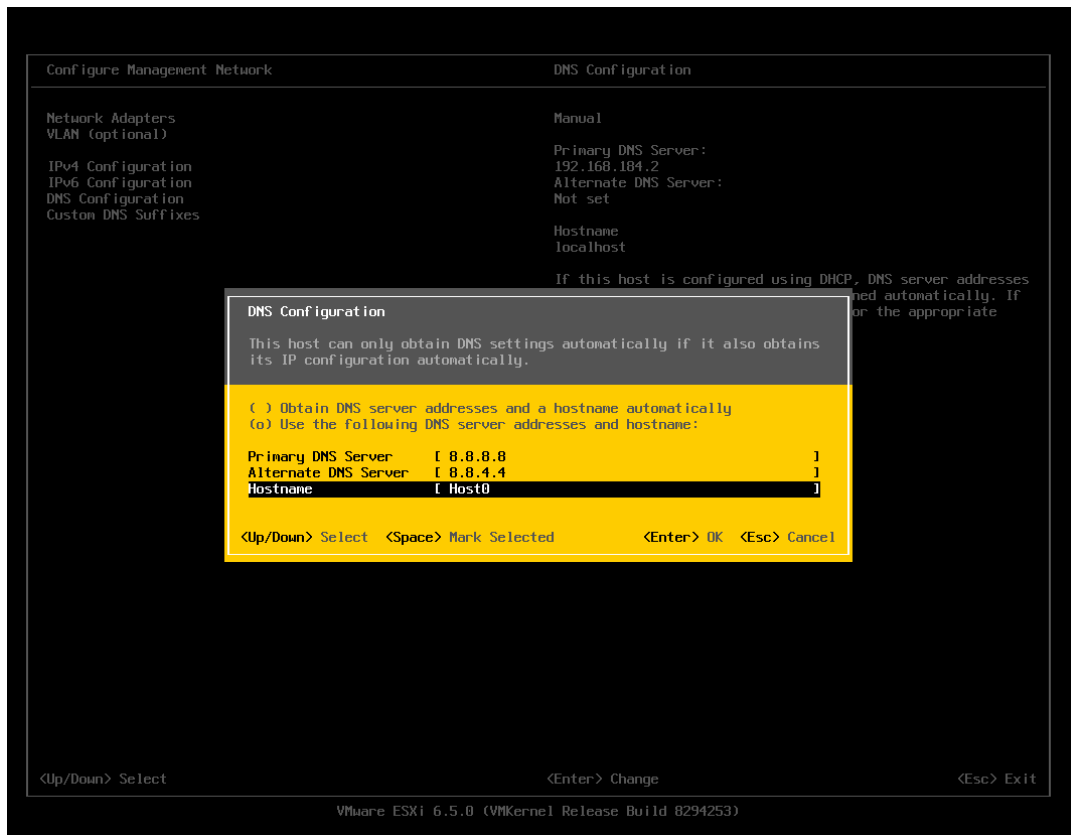 Configure Management Network
DNS Configuration
Network Adapters
VLAN (optional)
IPv4 Configuration
IPv6 Configuration
DNS Configuration
Custom DNS Suffixes
Manual
Primary DNS Server:
192.168.184.2
Alternate DNS Server:
Not set
Hostname
localhost
If this host is configured using DHCP, DNS server addresses
ned automatically. If
or the appropriate
DNS Configuration
This host can only obtain DNS settings automatically if it also obtains
its IP configuration automatically.
( ) Obtain DNS server addresses and a hostname automatically
(o) Use the following DNS server addresses and hostname:
Primary DNS Server [ 8.8.8.8 ]
Alternate DNS Server [ 8.8.4.4 ]
Hostname [ Host0 ]
<Up/Down> Select <Space> Mark Selected <Enter> OK <Esc> Cancel
<Up/Down> Select <Enter> Change <Esc> Exit
VMware ESXi 6.5.0 (VMKernel Release Build 8294253)